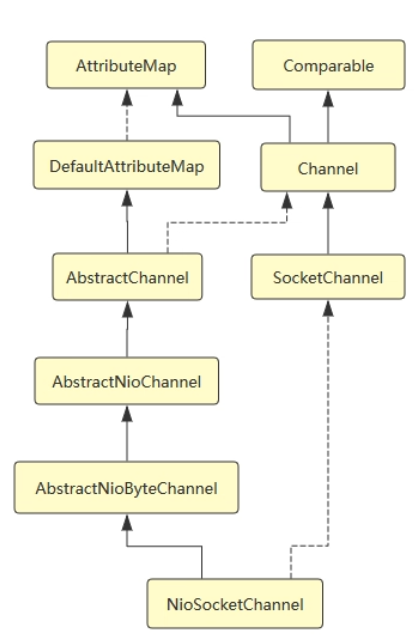 AttributeMap
Comparable
DefaultAttributeMap
Channel
AbstractChannel
SocketChannel
AbstractNioChannel
AbstractNioByteChannel
NioSocketChannel